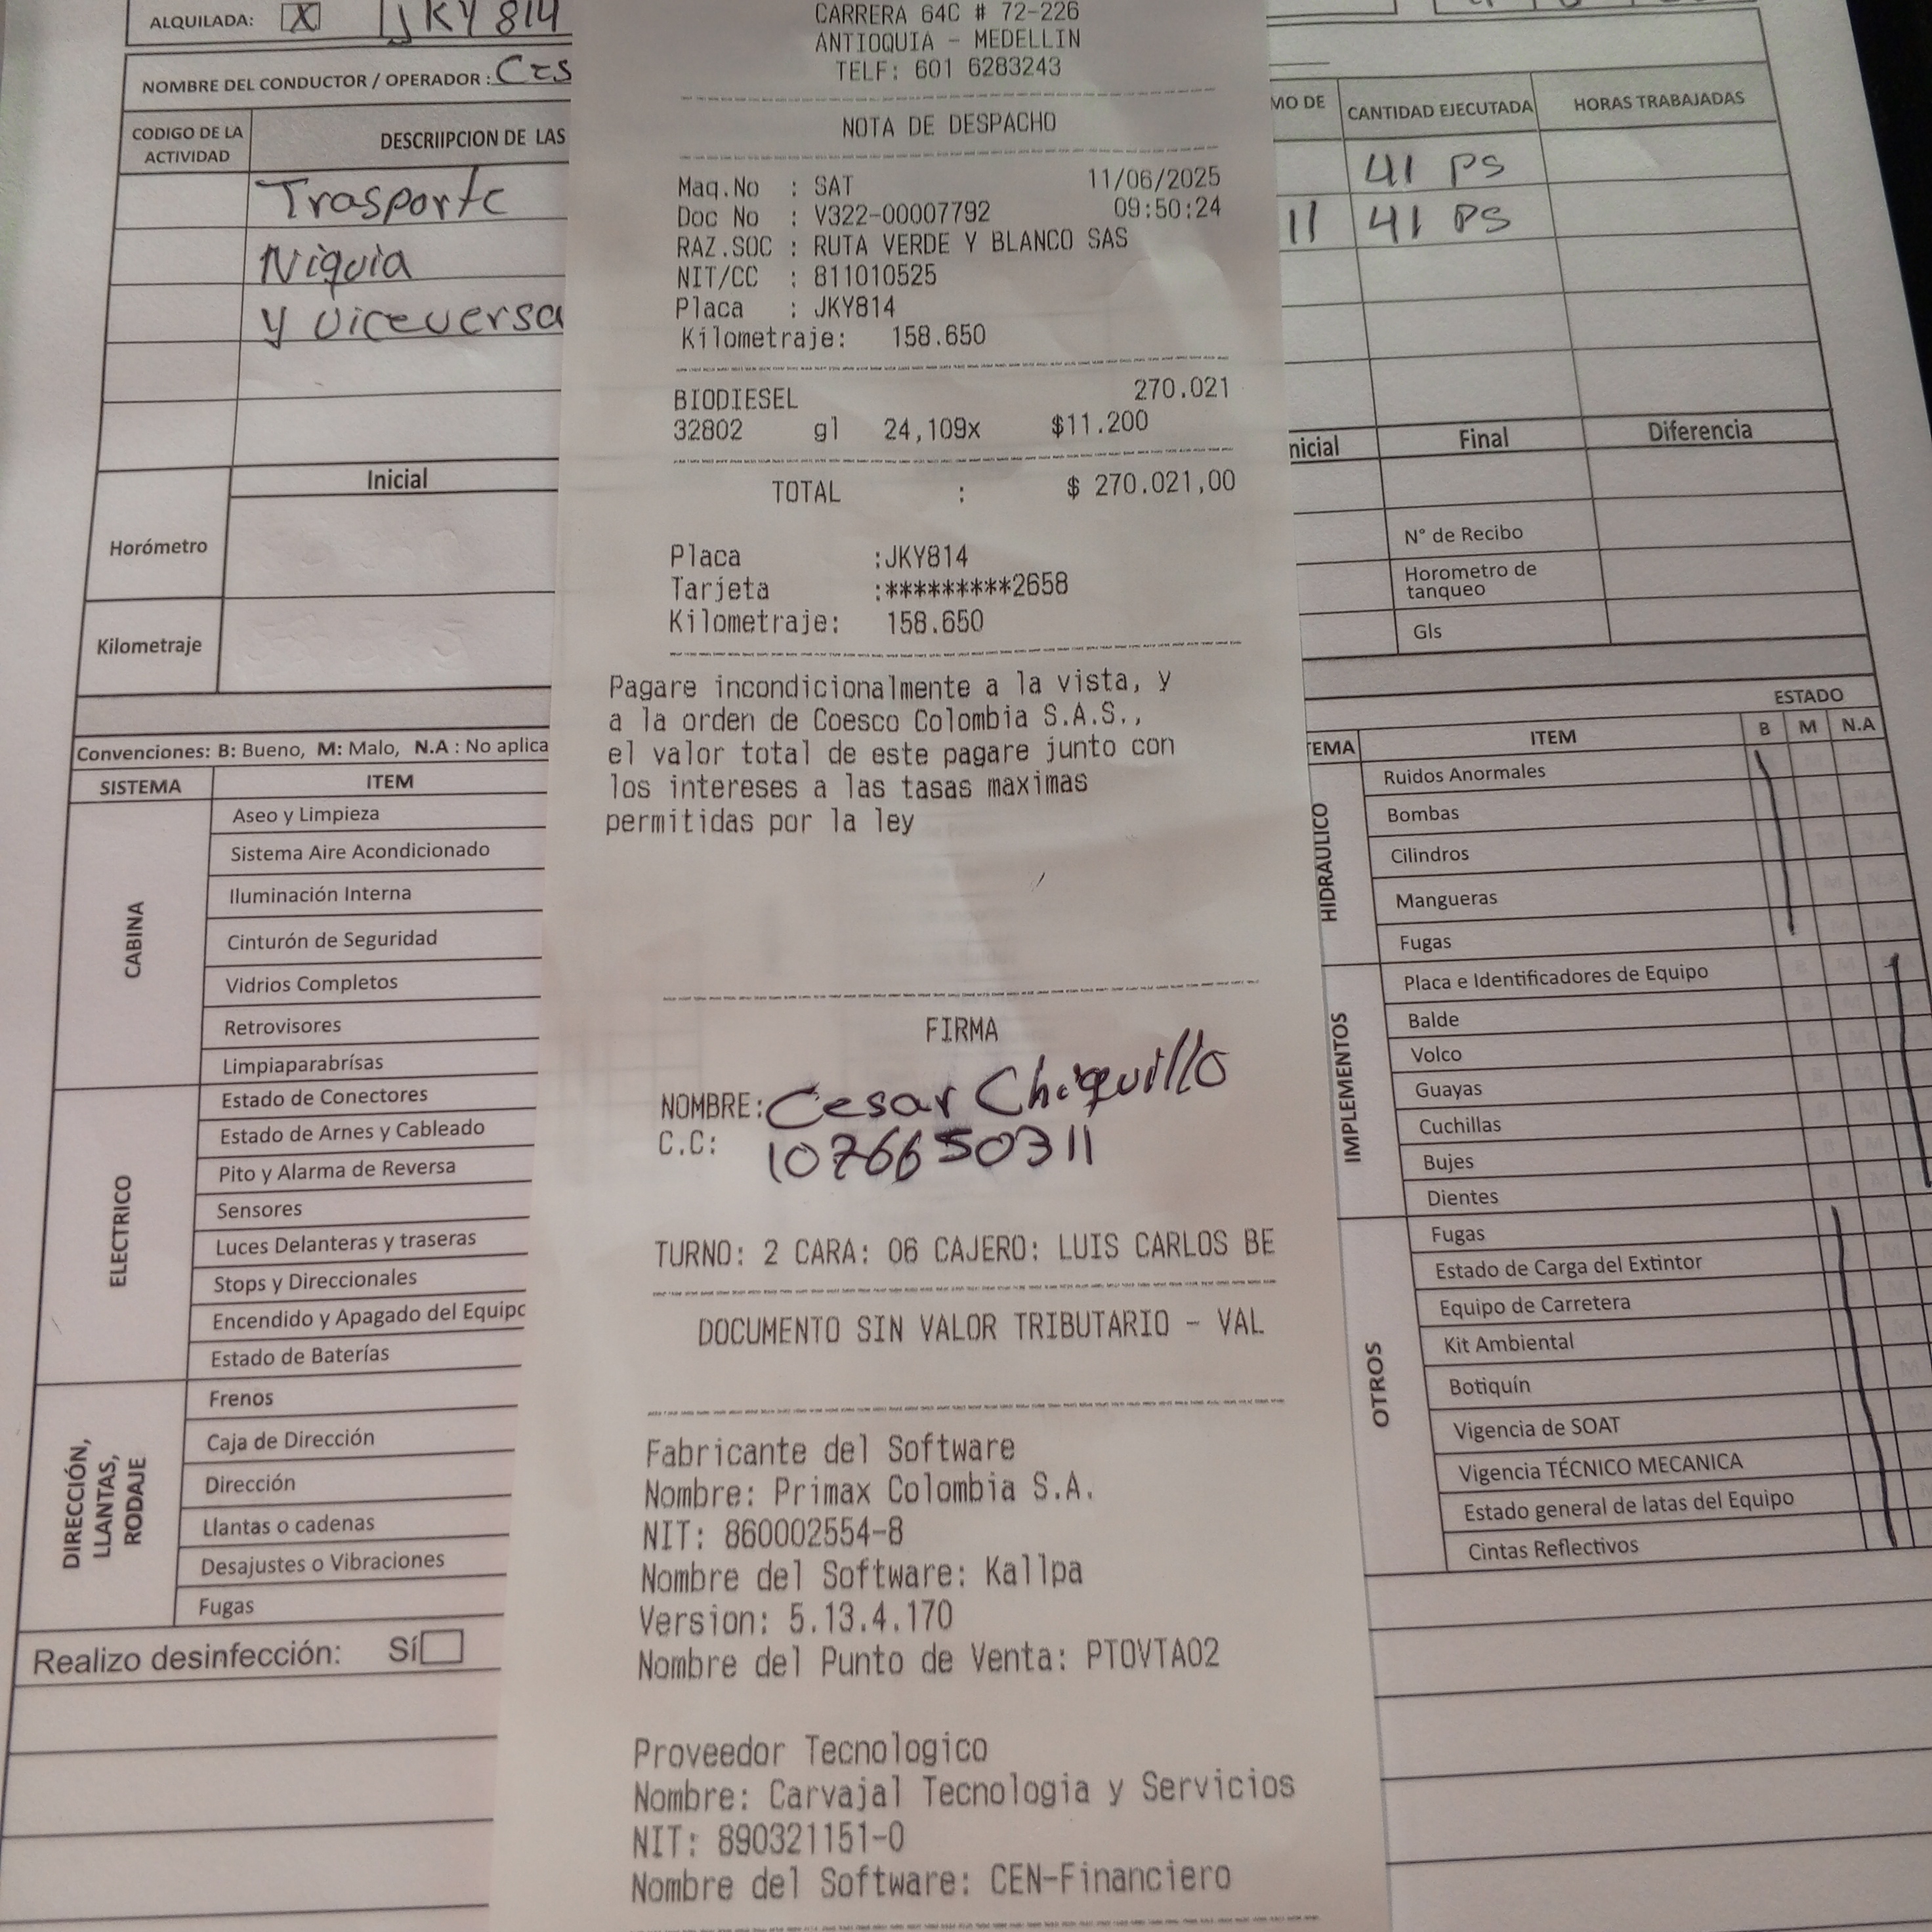 ALQUILADA: X JKY 814
NOMBRE DEL CONDUCTOR / OPERADOR : Ces
CODIGO DE LA ACTIVIDAD
DESCRIIPCION DE LAS
Trasporte
Niquia
y viceversa
Inicial
Horómetro
Kilometraje
Convenciones: B: Bueno, M: Malo, N.A : No aplica
SISTEMA ITEM
CABINA
Aseo y Limpieza
Sistema Aire Acondicionado
Iluminación Interna
Cinturón de Seguridad
Vidrios Completos
Retrovisores
Limpiaparabrísas
ELECTRICO
Estado de Conectores
Estado de Arnes y Cableado
Pito y Alarma de Reversa
Sensores
Luces Delanteras y traseras
Stops y Direccionales
Encendido y Apagado del Equipo
Estado de Baterías
DIRECCIÓN,
LLANTAS,
RODAJE
Frenos
Caja de Dirección
Dirección
Llantas o cadenas
Desajustes o Vibraciones
Fugas
Realizo desinfección: Sí
CARRERA 64C # 72-226
ANTIOQUIA - MEDELLIN
TELF: 601 6283243
NOTA DE DESPACHO
Maq.No : SAT 11/06/2025
Doc No : V322-00007792 09:50:24
RAZ.SOC : RUTA VERDE Y BLANCO SAS
NIT/CC : 811010525
Placa : JKY814
Kilometraje: 158.650
BIODIESEL 270.021
32802 gl 24,109x $11.200
TOTAL : $ 270.021,00
Placa :JKY814
Tarjeta :*********2658
Kilometraje: 158.650
Pagare incondicionalmente a la vista, y
a la orden de Coesco Colombia S.A.S.,
el valor total de este pagare junto con
los intereses a las tasas maximas
permitidas por la ley
FIRMA
NOMBRE: Cesar Chiquillo
C.C: 1076650311
TURNO: 2 CARA: 06 CAJERO: LUIS CARLOS BE
DOCUMENTO SIN VALOR TRIBUTARIO - VAL
Fabricante del Software
Nombre: Primax Colombia S.A.
NIT: 860002554-8
Nombre del Software: Kallpa
Version: 5.13.4.170
Nombre del Punto de Venta: PTOVTA02
Proveedor Tecnologico
Nombre: Carvajal Tecnologia y Servicios
NIT: 890321151-0
Nombre del Software: CEN-Financiero
MO DE CANTIDAD EJECUTADA HORAS TRABAJADAS
41 PS
11 41 PS
nicial Final Diferencia
N° de Recibo
Horometro de
tanqueo
Gls
ESTADO
TEMA ITEM B M N.A
HIDRAULICO
Ruidos Anormales
Bombas
Cilindros
Mangueras
Fugas
IMPLEMENTOS
Placa e Identificadores de Equipo
Balde
Volco
Guayas
Cuchillas
Bujes
Dientes
OTROS
Fugas
Estado de Carga del Extintor
Equipo de Carretera
Kit Ambiental
Botiquín
Vigencia de SOAT
Vigencia TÉCNICO MECANICA
Estado general de latas del Equipo
Cintas Reflectivos